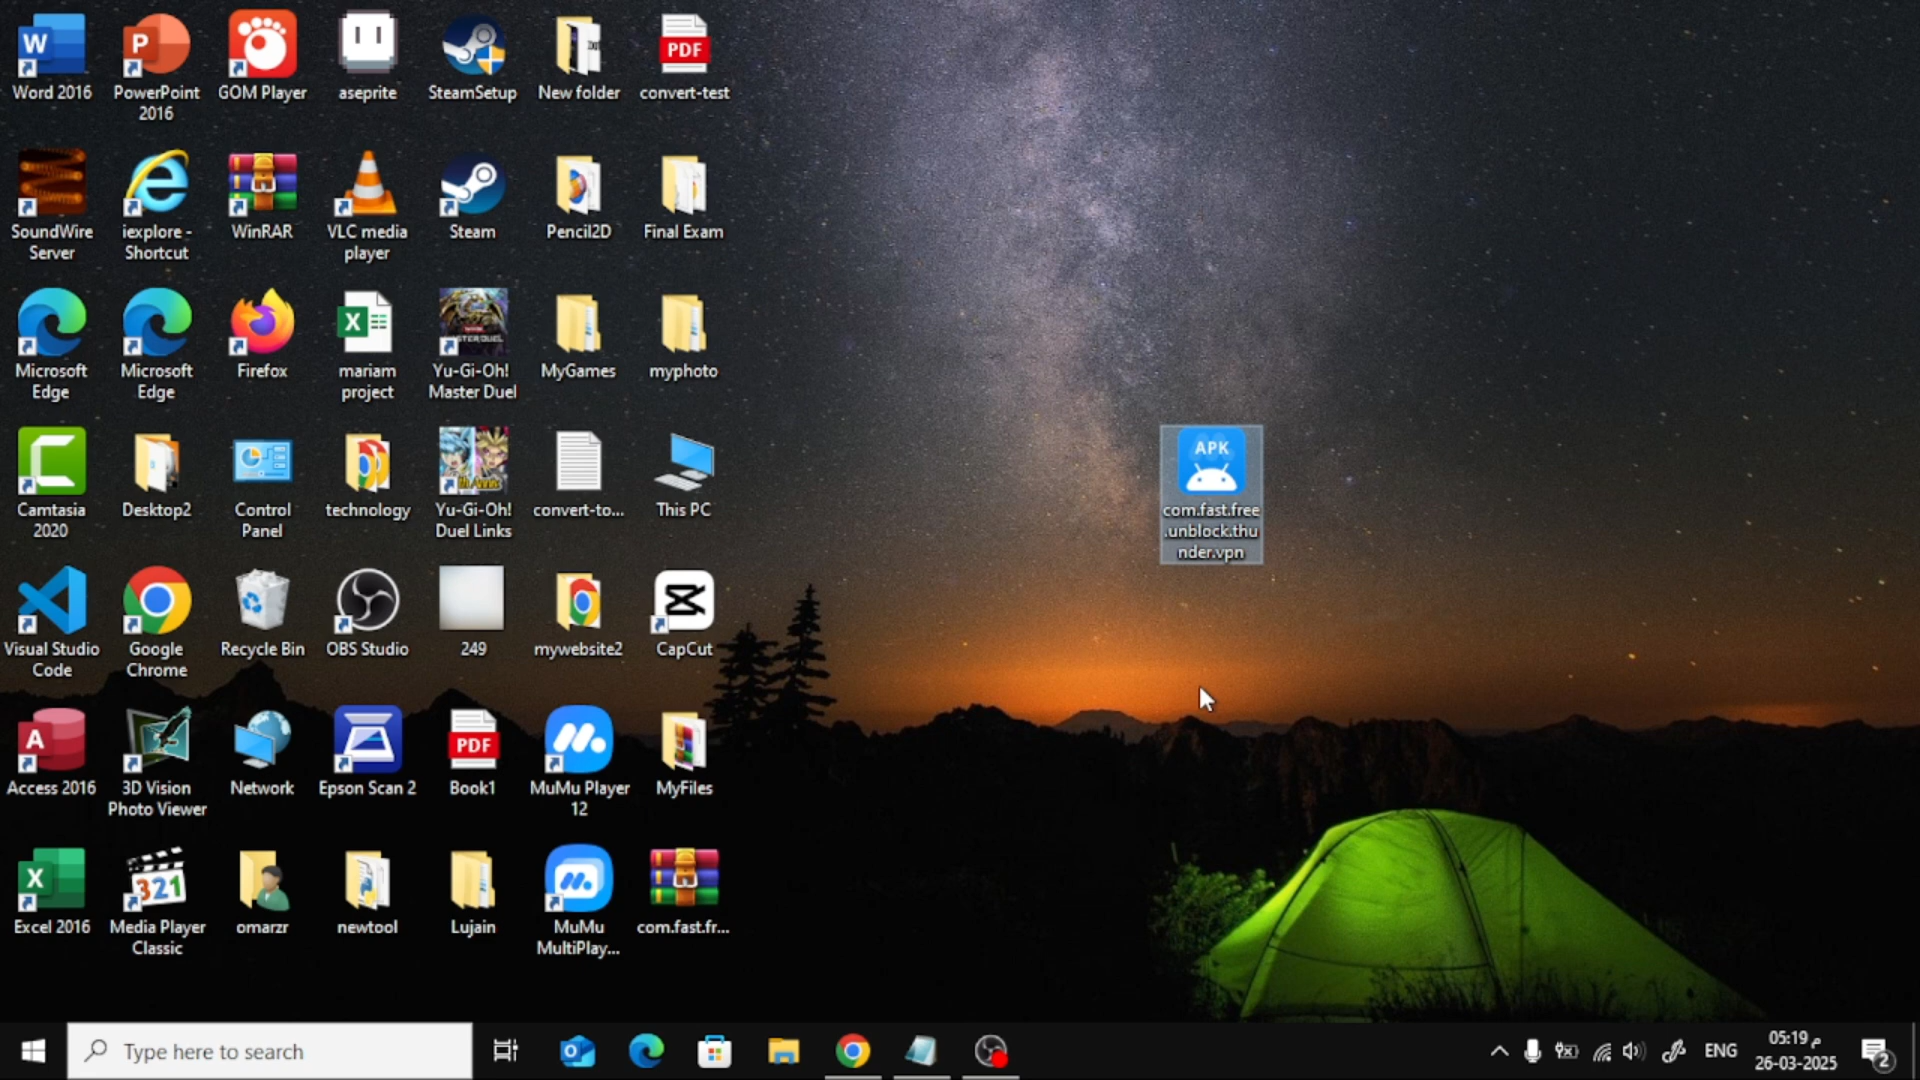 Word 2016
PowerPoint
2016
GOM Player
aseprite
SteamSetup
New folder
convert-test
SoundWire
Server
iexplore -
Shortcut
WinRAR
VLC media
player
Steam
Pencil2D
Final Exam
Microsoft
Edge
Microsoft
Edge
Firefox
mariam
project
Yu-Gi-Oh!
Master Duel
MyGames
myphoto
Camtasia
2020
Desktop2
Control
Panel
technology
Yu-Gi-Oh!
Duel Links
convert-to...
This PC
APK
com.fast.free
.unblock.thu
nder.vpn
Visual Studio
Code
Google
Chrome
Recycle Bin
OBS Studio
249
mywebsite2
CapCut
Access 2016
3D Vision
Photo Viewer
Network
Epson Scan 2
Book1
MuMu Player
12
MyFiles
Excel 2016
Media Player
Classic
omarzr
newtool
Lujain
MuMu
MultiPlay...
com.fast.fr...
PDF
PDF
321
Type here to search
ENG
05:19 م
26-03-2025
2